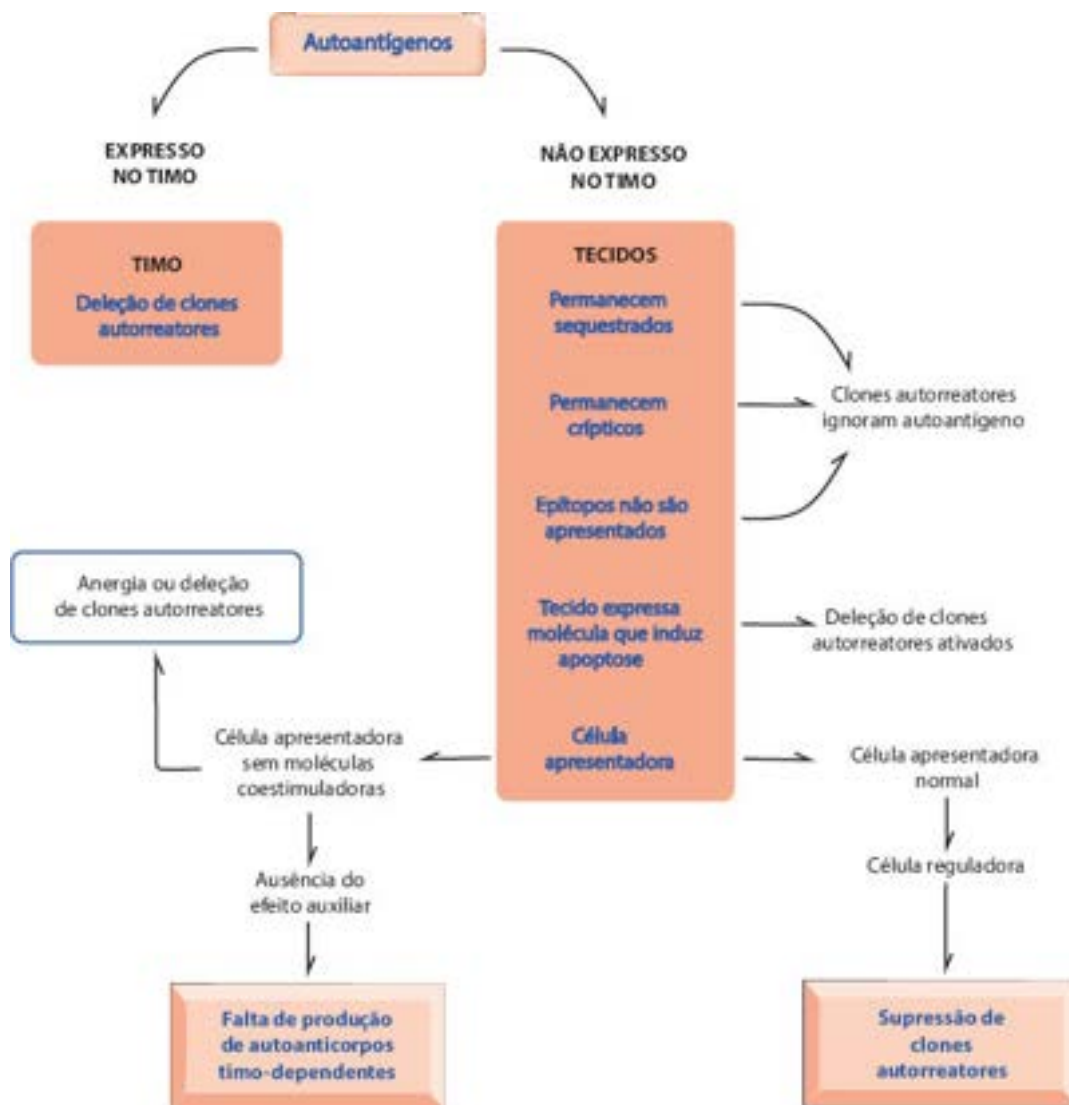 Autoantígenos
EXPRESSO
NO TIMO
NÃO EXPRESSO
NO TIMO
TIMO
Deleção de clones
autorreatores
TECIDOS
Permanecem
sequestrados
Permanecem
crípticos
Epítopos não são
apresentados
Tecido expressa
molécula que induz
apoptose
Célula
apresentadora
Clones autorreatores
ignoram autoantígeno
Deleção de clones
autorreatores ativados
Anergia ou deleção
de clones autorreatores
Célula apresentadora
sem moléculas
coestimuladoras
Célula apresentadora
normal
Ausência do
efeito auxiliar
Célula reguladora
Falta de produção
de autoanticorpos
timo-dependentes
Supressão de
clones
autorreatores